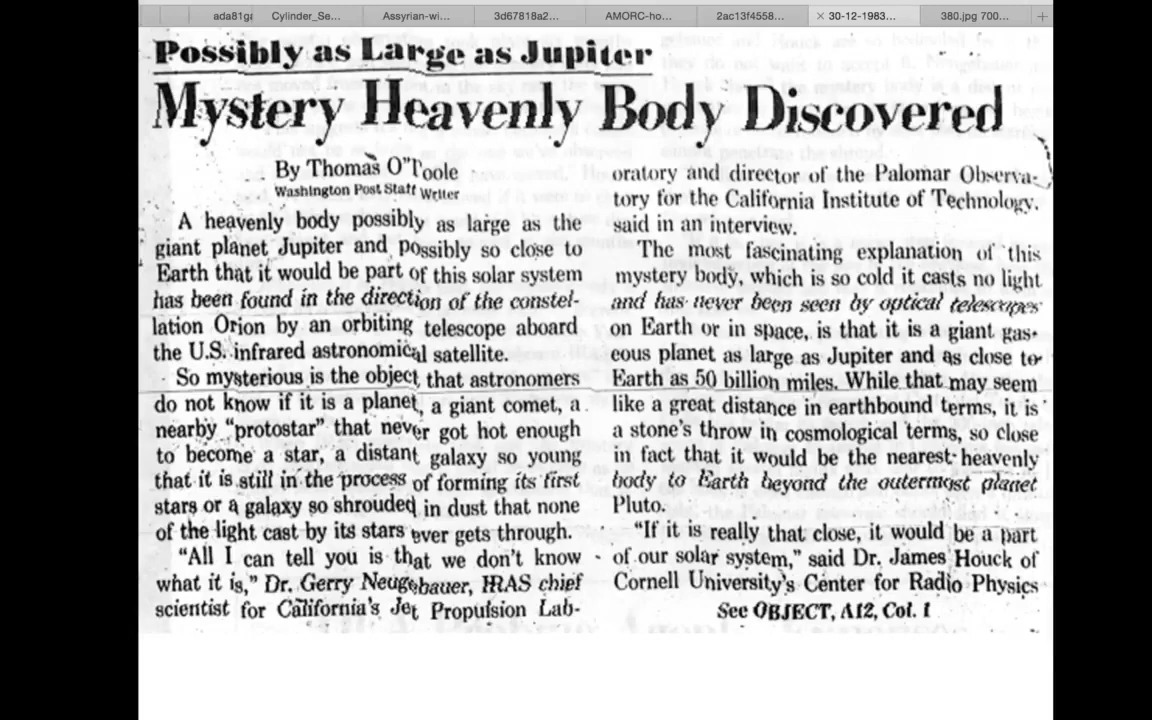 ada81ga
Cylinder_Se...
Assyrian-wi...
3d67818a2...
AMORC-ho...
2ac13f4558...
× 30-12-1983...
380.jpg 700...
+
Possibly as Large as Jupiter
Mystery Heavenly Body Discovered
By Thomas O"Toole
Washington Post Staff Writer
A heavenly body possibly as large as the
giant planet Jupiter and possibly so close to
Earth that it would be part of this solar system
has been found in the direction of the constel-
lation Orion by an orbiting telescope aboard
the U.S. infrared astronomical satellite.
So mysterious is the object that astronomers
do not know if it is a planet, a giant comet, a
nearby "protostar" that never got hot enough
to become a star, a distant galaxy so young
that it is still in the process of forming its first
stars or a galaxy so shrouded in dust that none
of the light cast by its stars ever gets through.
"All I can tell you is that we don't know
what it is," Dr. Gerry Neugebauer, IRAS chief
scientist for California's Jet Propulsion Lab-
oratory and director of the Palomar Observa-
tory for the California Institute of Technology.
said in an interview.
The most fascinating explanation of this
mystery body, which is so cold it casts no light
and has never been seen by optical telescopes
on Earth or in space, is that it is a giant gas-
eous planet as large as Jupiter and as close to
Earth as 50 billion miles. While that may seem
like a great distance in earthbound terms, it is
a stone's throw in cosmological terms, so close
in fact that it would be the nearest heavenly
body to Earth beyond the outermost planet
Pluto.
"If it is really that close, it would be a part
of our solar system," said Dr. James Houck of
Cornell University's Center for Radio Physics
See OBJECT, A12, Col. 1